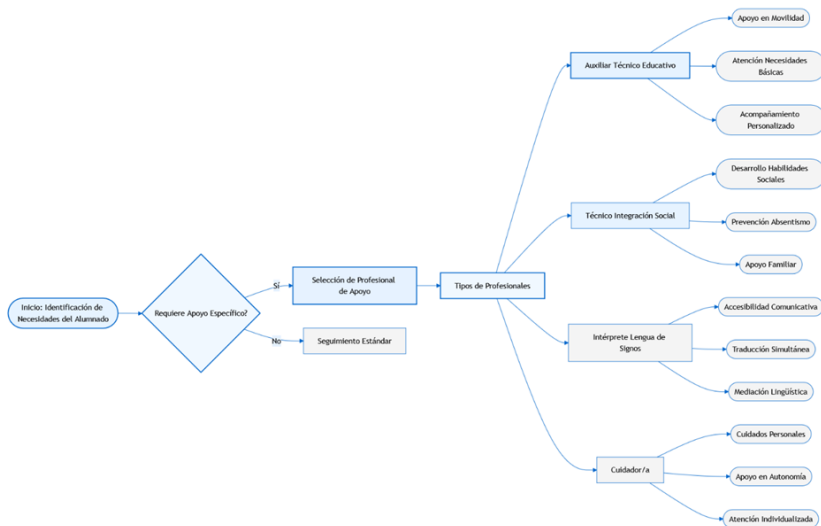 Inicio: Identificación de
Necesidades del Alumnado
Requiere Apoyo Específico?
Sí
No
Selección de Profesional
de Apoyo
Seguimiento Estándar
Tipos de Profesionales
Auxiliar Técnico Educativo
Apoyo en Movilidad
Atención Necesidades
Básicas
Acompañamiento
Personalizado
Técnico Integración Social
Desarrollo Habilidades
Sociales
Prevención Absentismo
Apoyo Familiar
Intérprete Lengua de
Signos
Accesibilidad Comunicativa
Traducción Simultánea
Mediación Lingüística
Cuidador/a
Cuidados Personales
Apoyo en Autonomía
Atención Individualizada